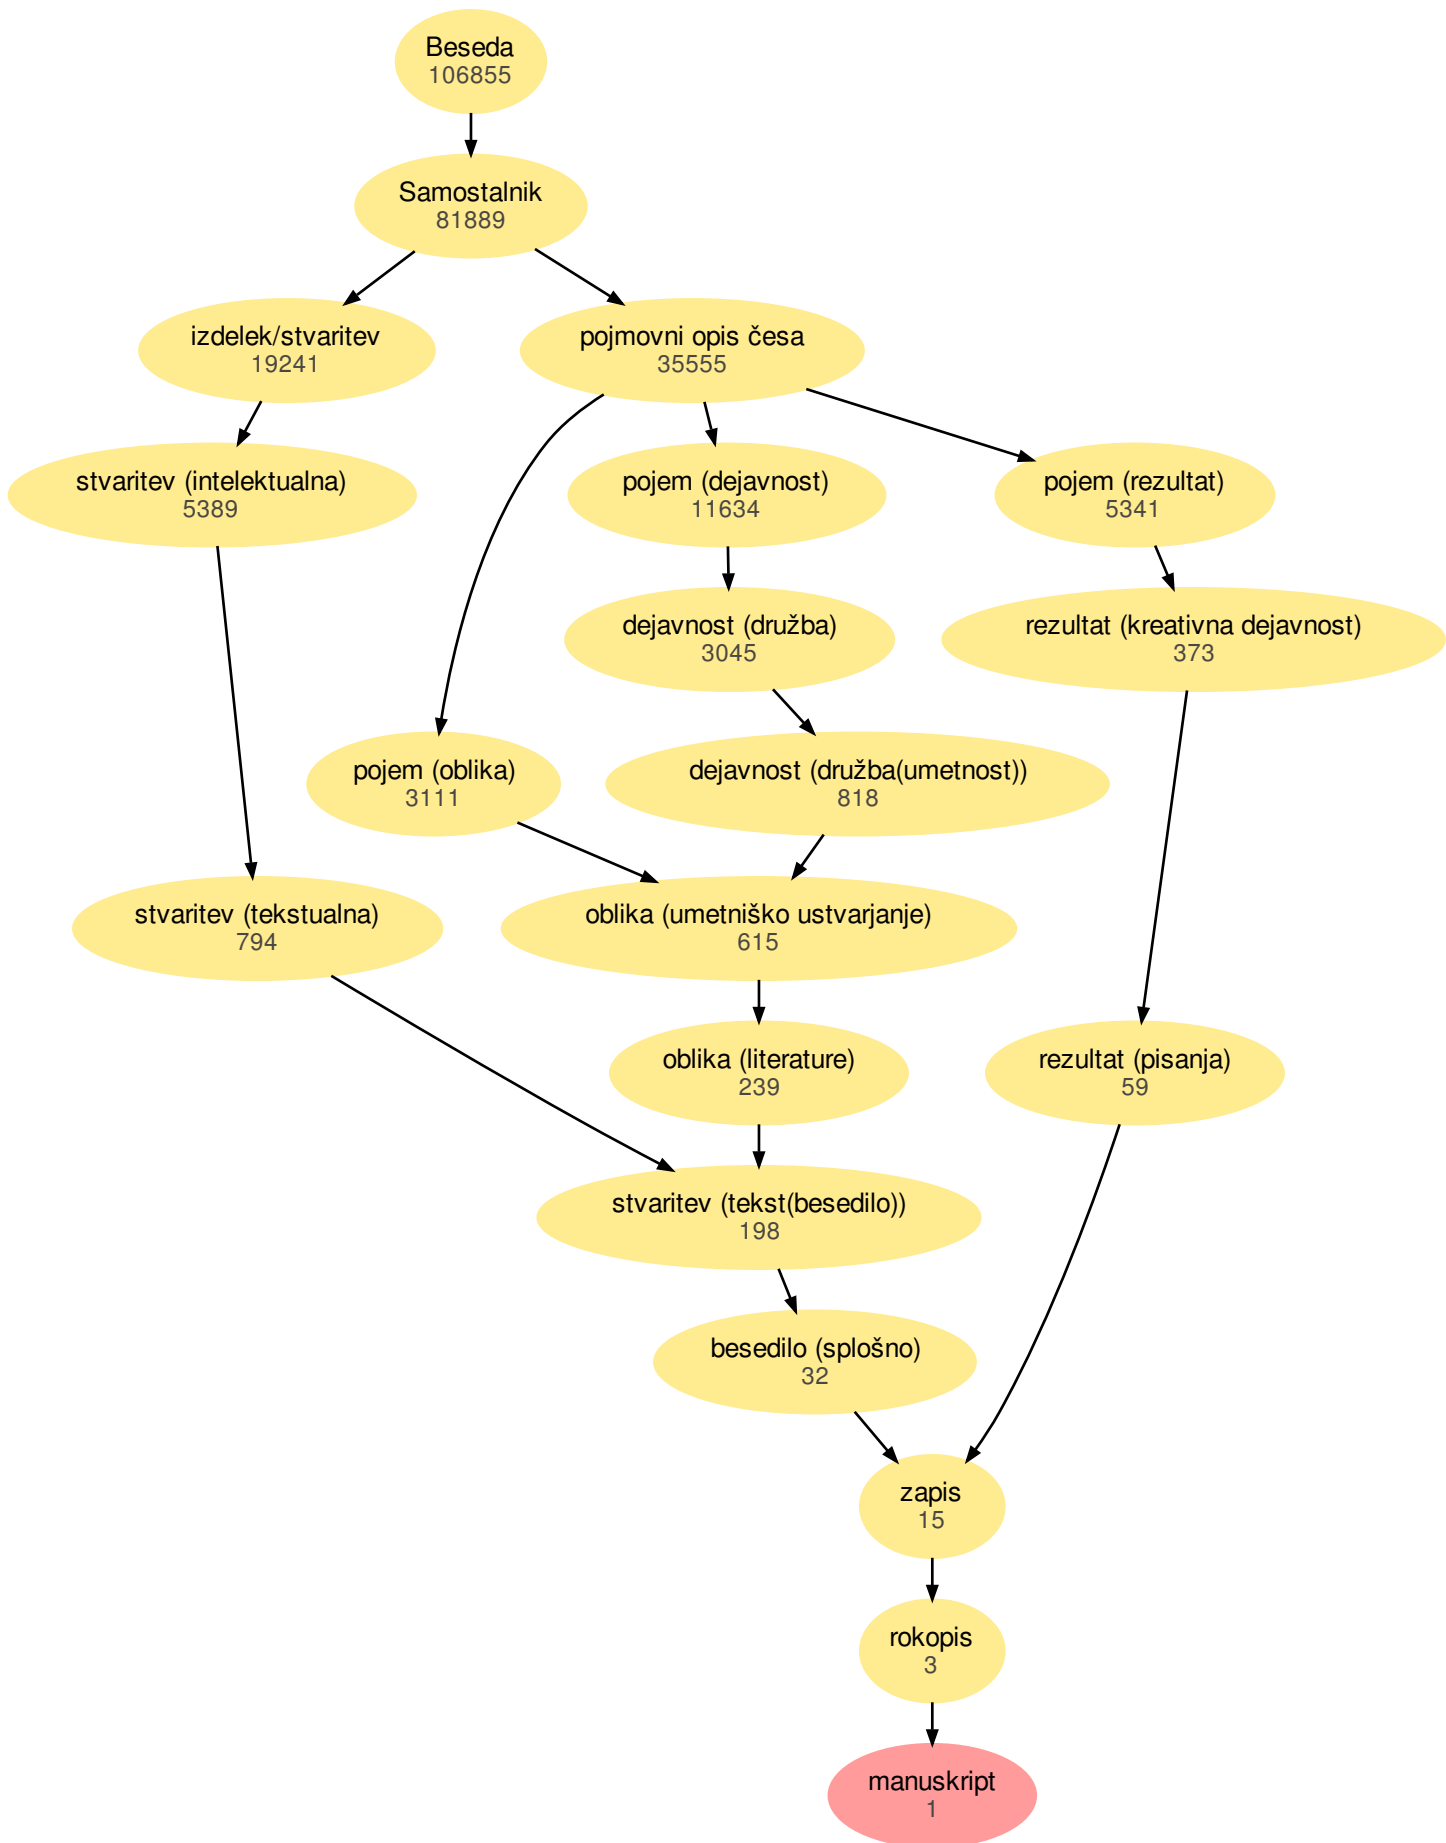 Beseda
106855
Samostalnik
81889
izdelek/stvaritev
19241
pojmovni opis česa
35555
stvaritev (intelektualna)
5389
pojem (dejavnost)
11634
pojem (rezultat)
5341
dejavnost (družba)
3045
rezultat (kreativna dejavnost)
373
pojem (oblika)
3111
dejavnost (družba(umetnost))
818
stvaritev (tekstualna)
794
oblika (umetniško ustvarjanje)
615
oblika (literature)
239
rezultat (pisanja)
59
stvaritev (tekst(besedilo))
198
besedilo (splošno)
32
zapis
15
rokopis
3
manuskript
1